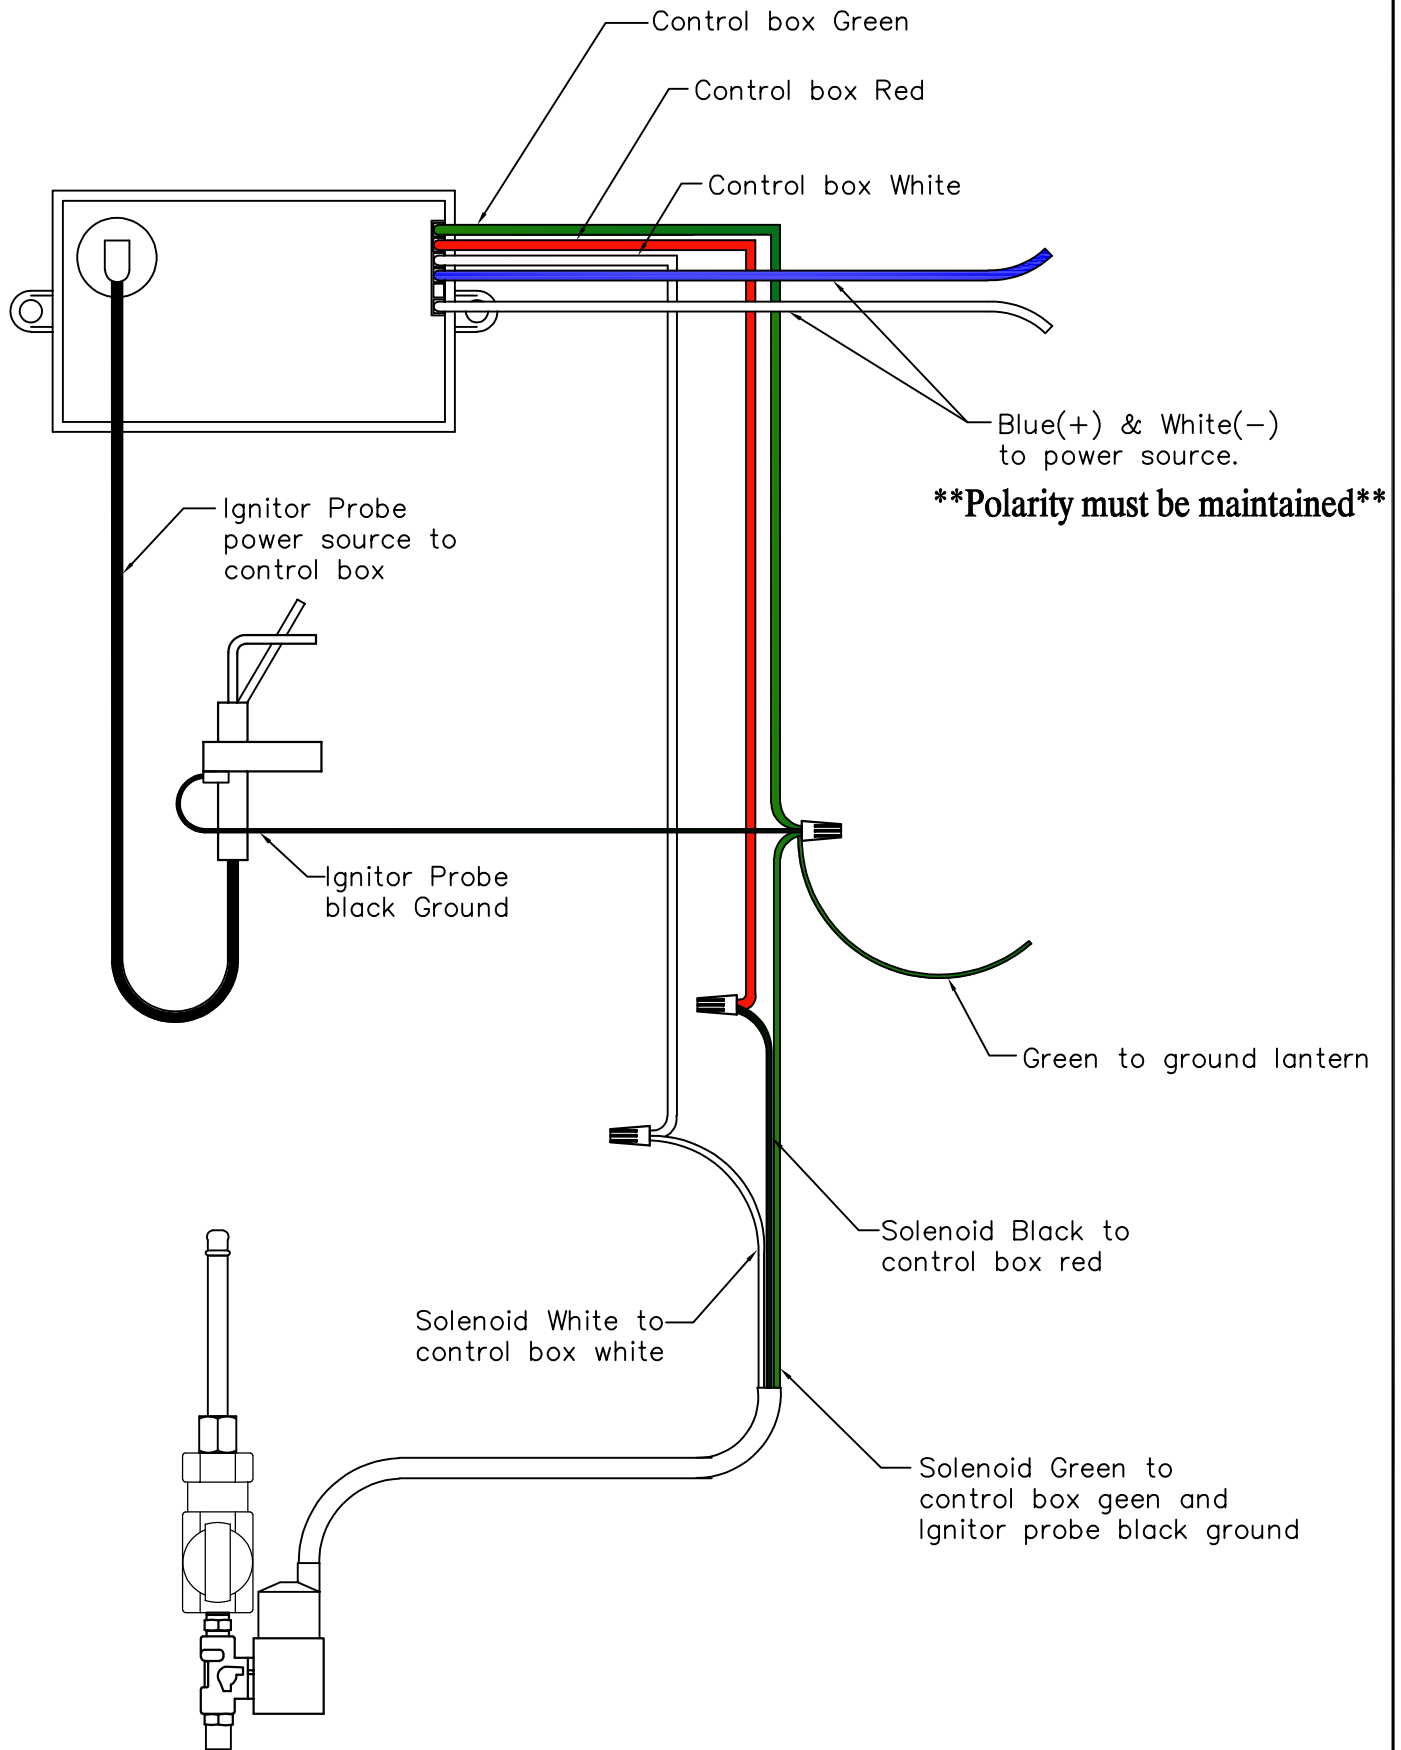 Control box Green
Control box Red
Control box White
Blue(+) & White(-)
to power source.
**Polarity must be maintained**
Ignitor Probe
power source to
control box
Ignitor Probe
black Ground
Green to ground lantern
Solenoid Black to
control box red
Solenoid White to
control box white
Solenoid Green to
control box geen and
Ignitor probe black ground